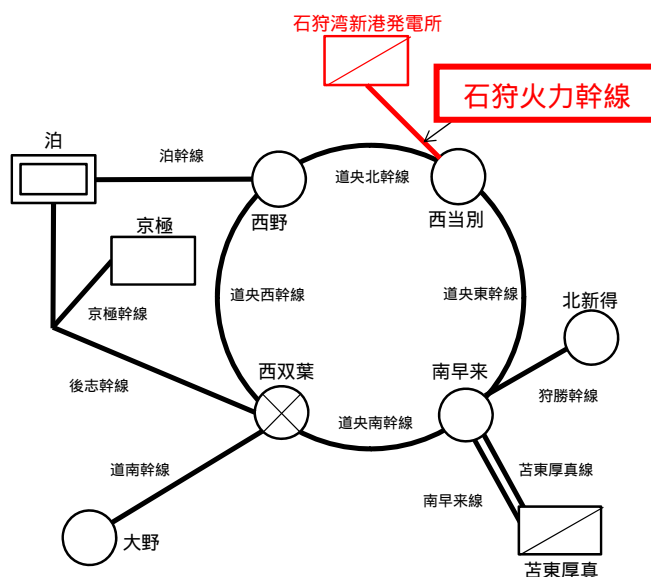 石狩湾新港発電所
石狩火力幹線
泊
泊幹線
道央北幹線
西野
西当別
京極
京極幹線
道央西幹線
道央東幹線
北新得
西双葉
南早来
後志幹線
狩勝幹線
道央南幹線
道南幹線
苫東厚真線
南早来線
大野
苫東厚真